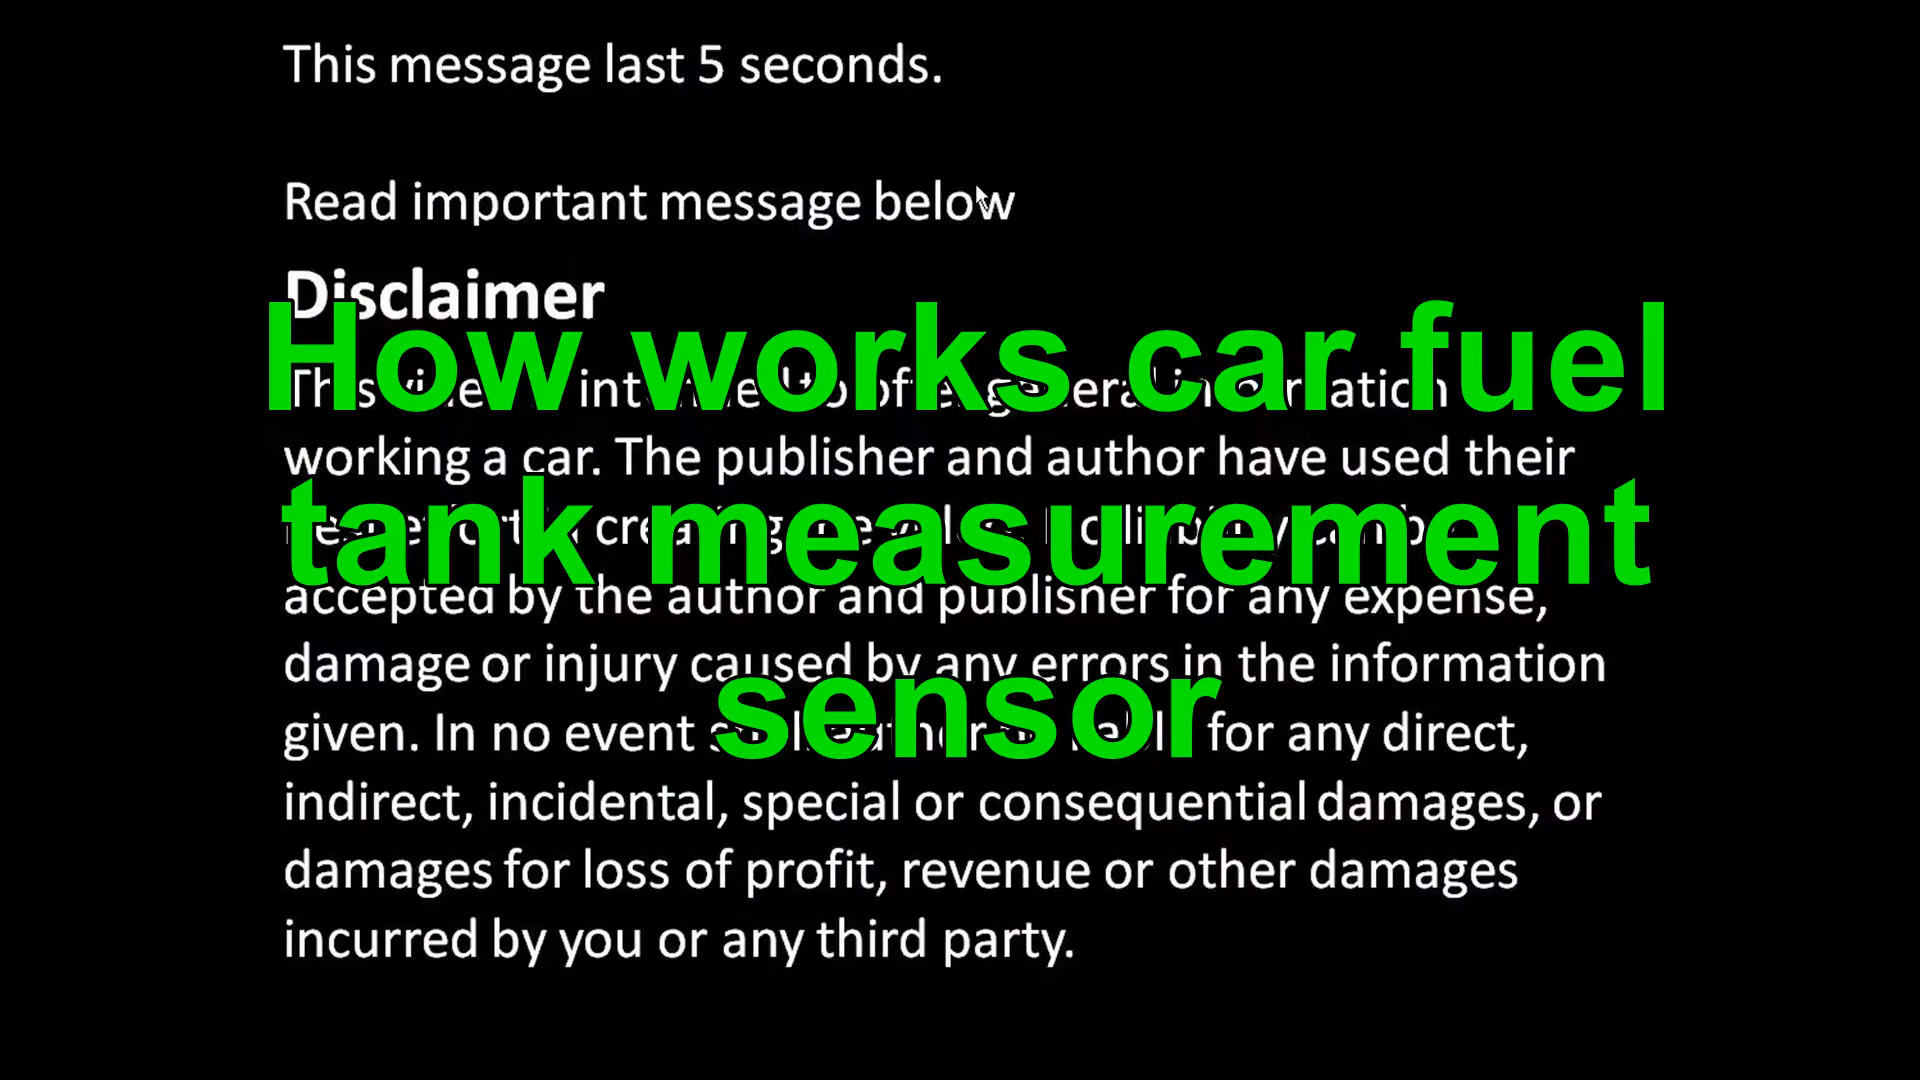 This message last 5 seconds.
Read important message below
Disclaimer
How works car fuel
working a car. The publisher and author have used their
tank measurement
accepted by the author and publisher for any expense,
damage or injury caused by any errors in the information
sensor
given. In no event for any direct,
indirect, incidental, special or consequential damages, or
damages for loss of profit, revenue or other damages
incurred by you or any third party.